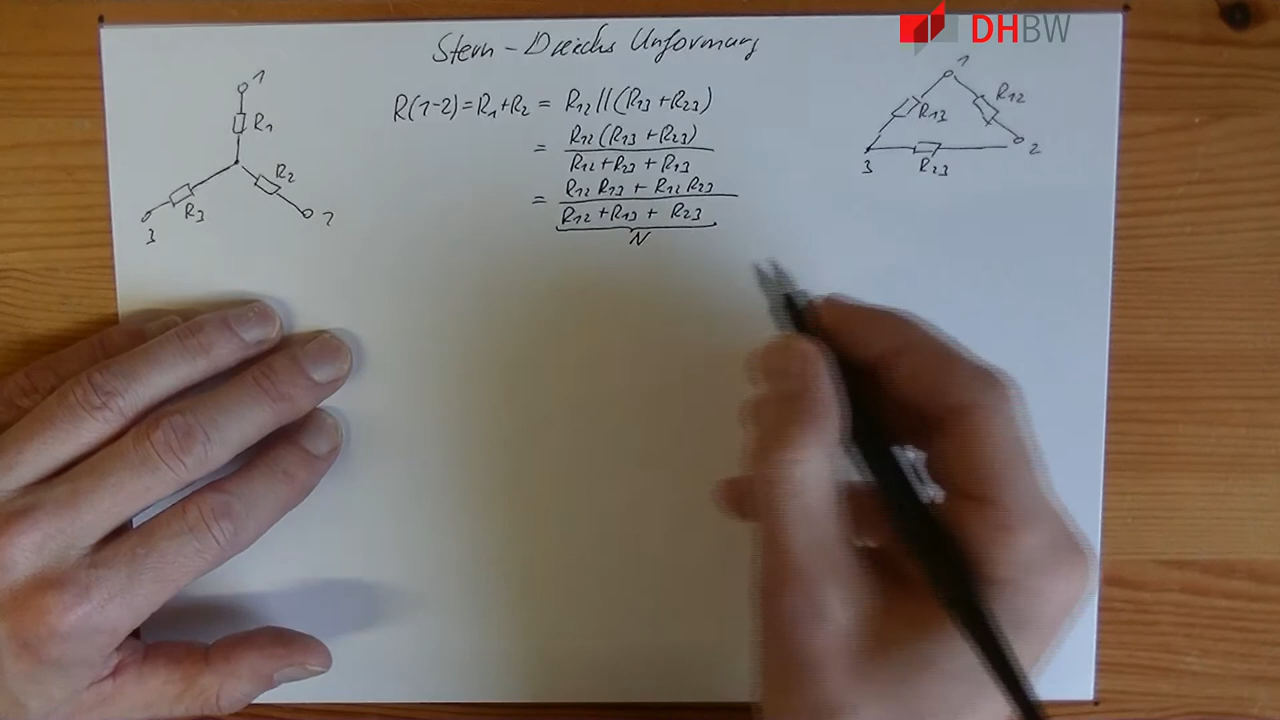 DHBW
Stern - Dreiecks Umformung
1
R1
R2
2
R3
3
R(1-2) = R1+R2 = R12 // (R13 + R23)
= R12 (R13 + R23) / R12 + R23 + R13
= R12 R13 + R12 R23 / R12 + R13 + R23
N
1
R13
R12
3
R23
2